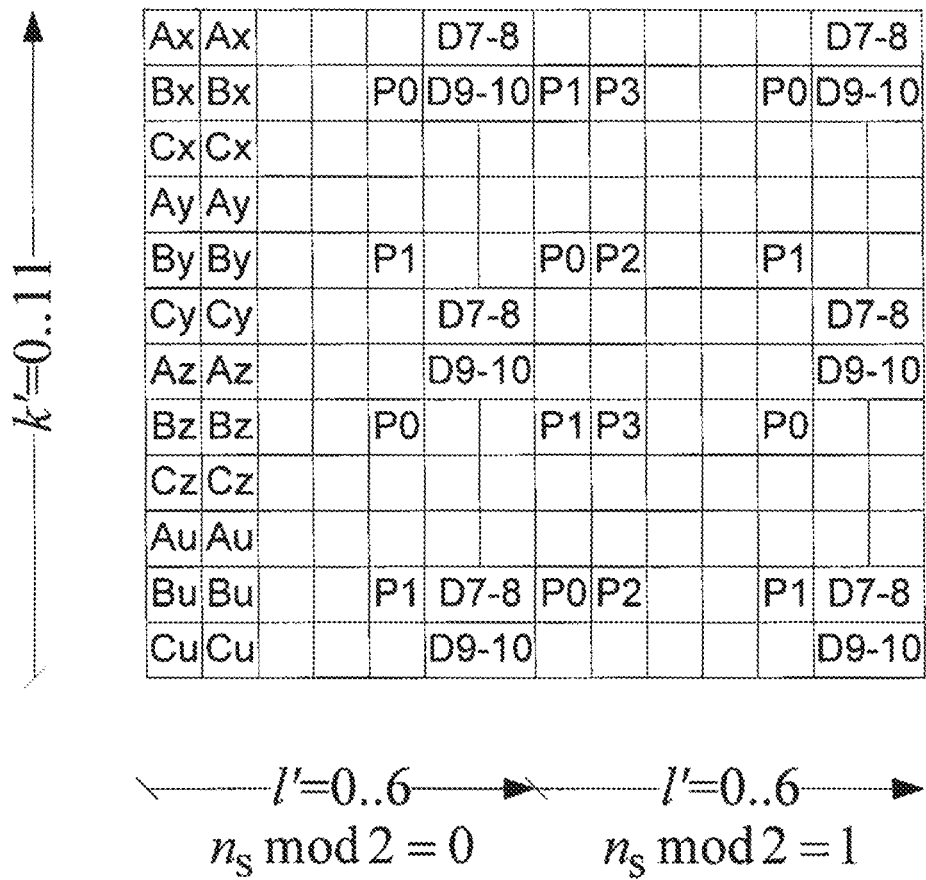 Ax Ax D7-8 D7-8
Bx Bx P0 D9-10 P1 P3 P0 D9-10
Cx Cx
Ay Ay
By By P1 P0 P2 P1
Cy Cy D7-8 D7-8
Az Az D9-10 D9-10
Bz Bz P0 P1 P3 P0
Cz Cz
Au Au
Bu Bu P1 D7-8 P0 P2 P1 D7-8
Cu Cu D9-10 D9-10
k'=0..11
l'=0..6 l'=0..6
nS mod 2 = 0 nS mod 2 = 1